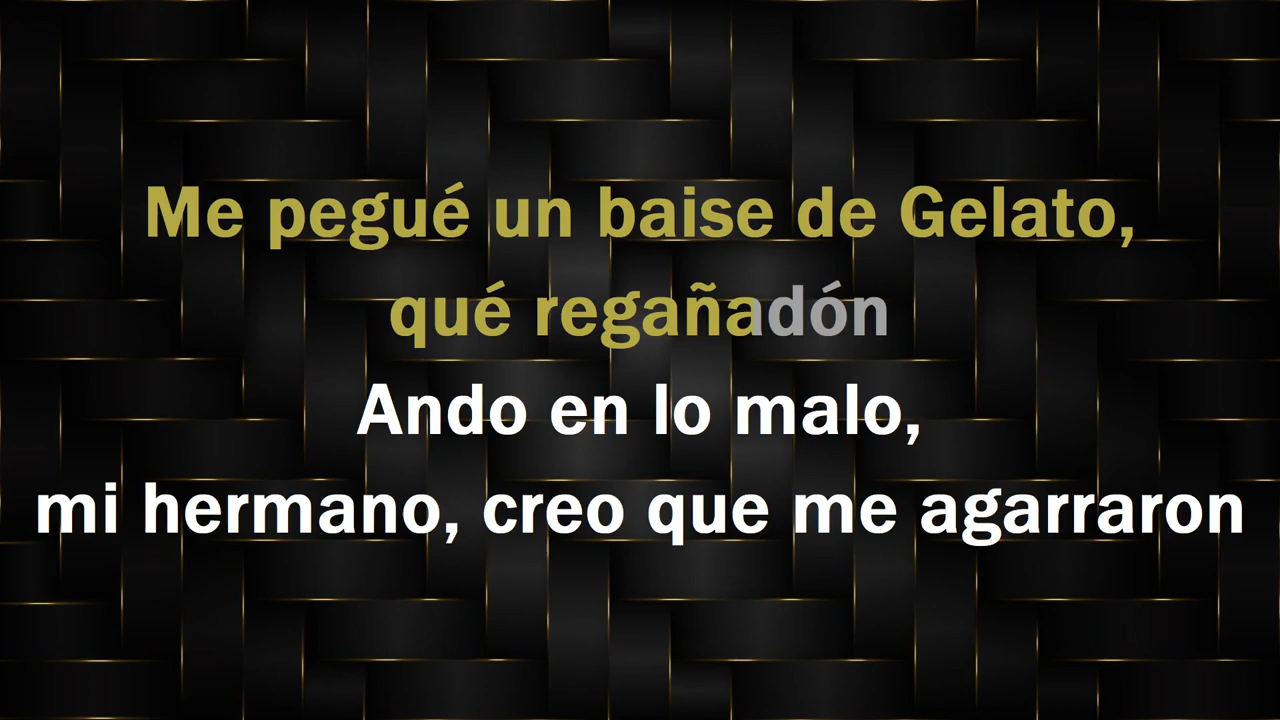 Me pegué un baise de Gelato,
qué regañadón
Ando en lo malo,
mi hermano, creo que me agarraron